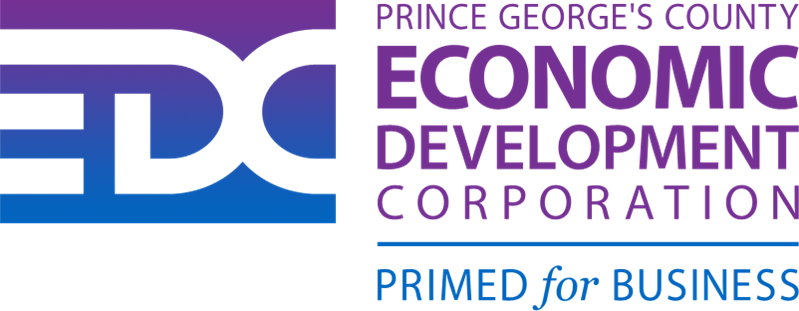 EDC
PRINCE GEORGE'S COUNTY
ECONOMIC
DEVELOPMENT
CORPORATION
PRIMED for BUSINESS